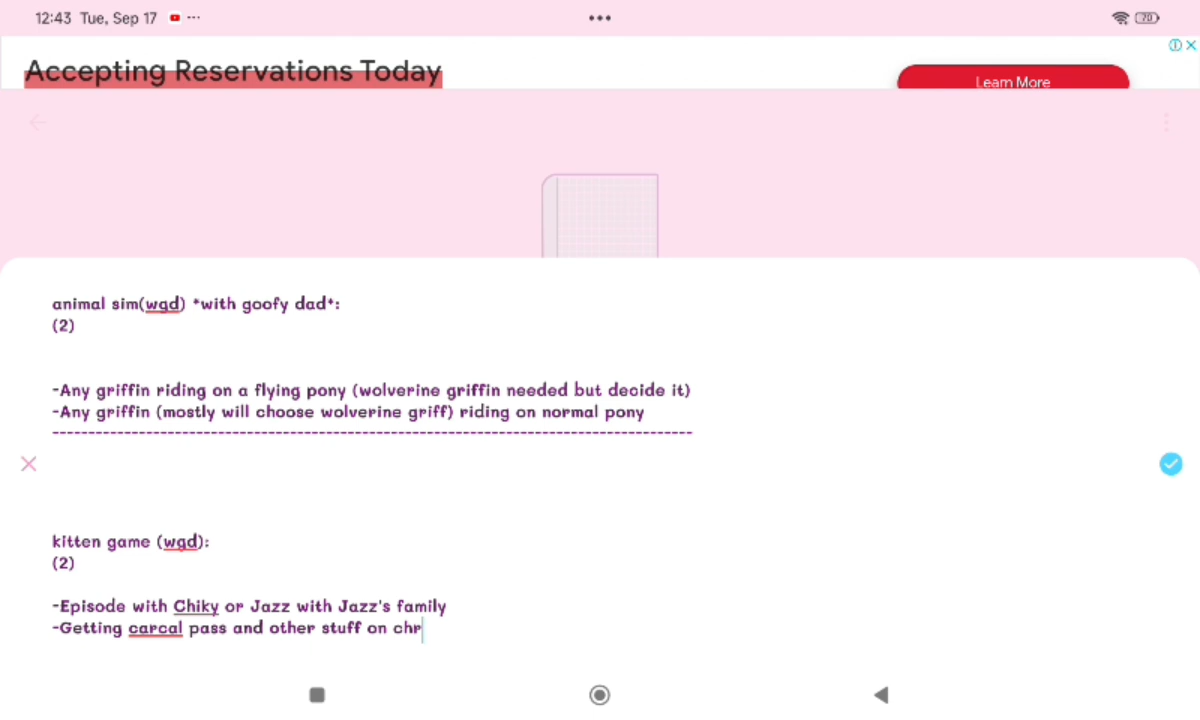 12:43 Tue, Sep 17
70
Accepting Reservations Today
Learn More
animal sim(wgd) *with goofy dad*:
(2)
-Any griffin riding on a flying pony (wolverine griffin needed but decide it)
-Any griffin (mostly will choose wolverine griff) riding on normal pony
--------------------------------------------------------------------------------
kitten game (wgd):
(2)
-Episode with Chiky or Jazz with Jazz's family
-Getting carcal pass and other stuff on chr